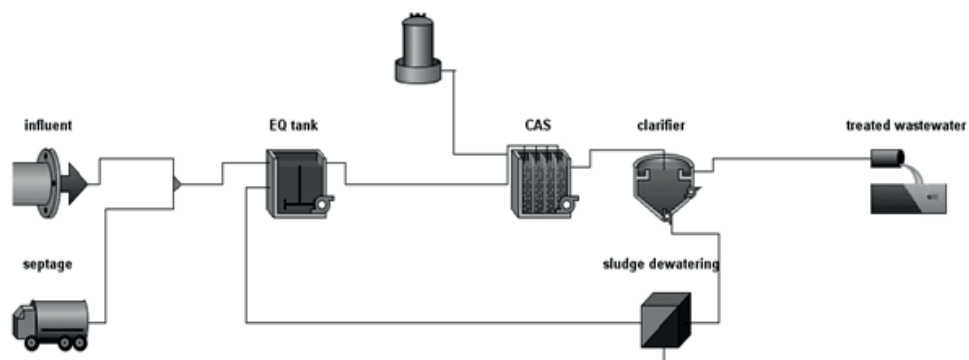 influent
EQ tank
CAS
clarifier
treated wastewater
septage
sludge dewatering